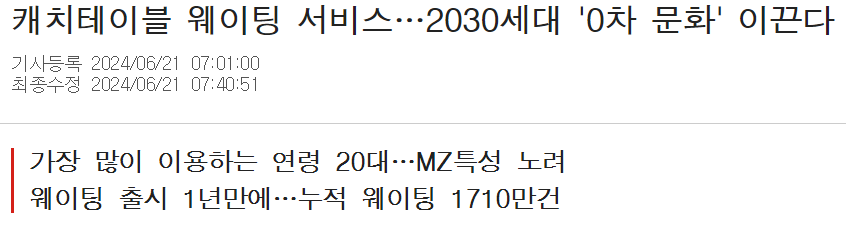 캐치테이블 웨이팅 서비스…2030세대 '0차 문화' 이끈다
기사등록 2024/06/21 07:01:00
최종수정 2024/06/21 07:40:51
가장 많이 이용하는 연령 20대…MZ특성 노려
웨이팅 출시 1년만에…누적 웨이팅 1710만건